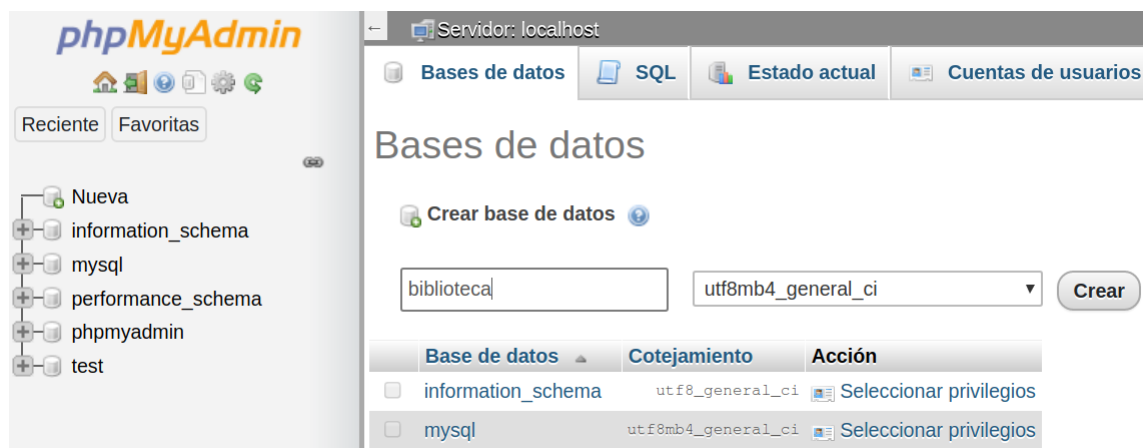 phpMyAdmin
Reciente Favoritas
Nueva
information_schema
mysql
performance_schema
phpmyadmin
test
← Servidor: localhost
Bases de datos SQL Estado actual Cuentas de usuarios
Bases de datos
Crear base de datos
biblioteca utf8mb4_general_ci Crear
Base de datos Cotejamiento Acción
information_schema utf8_general_ci Seleccionar privilegios
mysql utf8mb4_general_ci Seleccionar privilegios